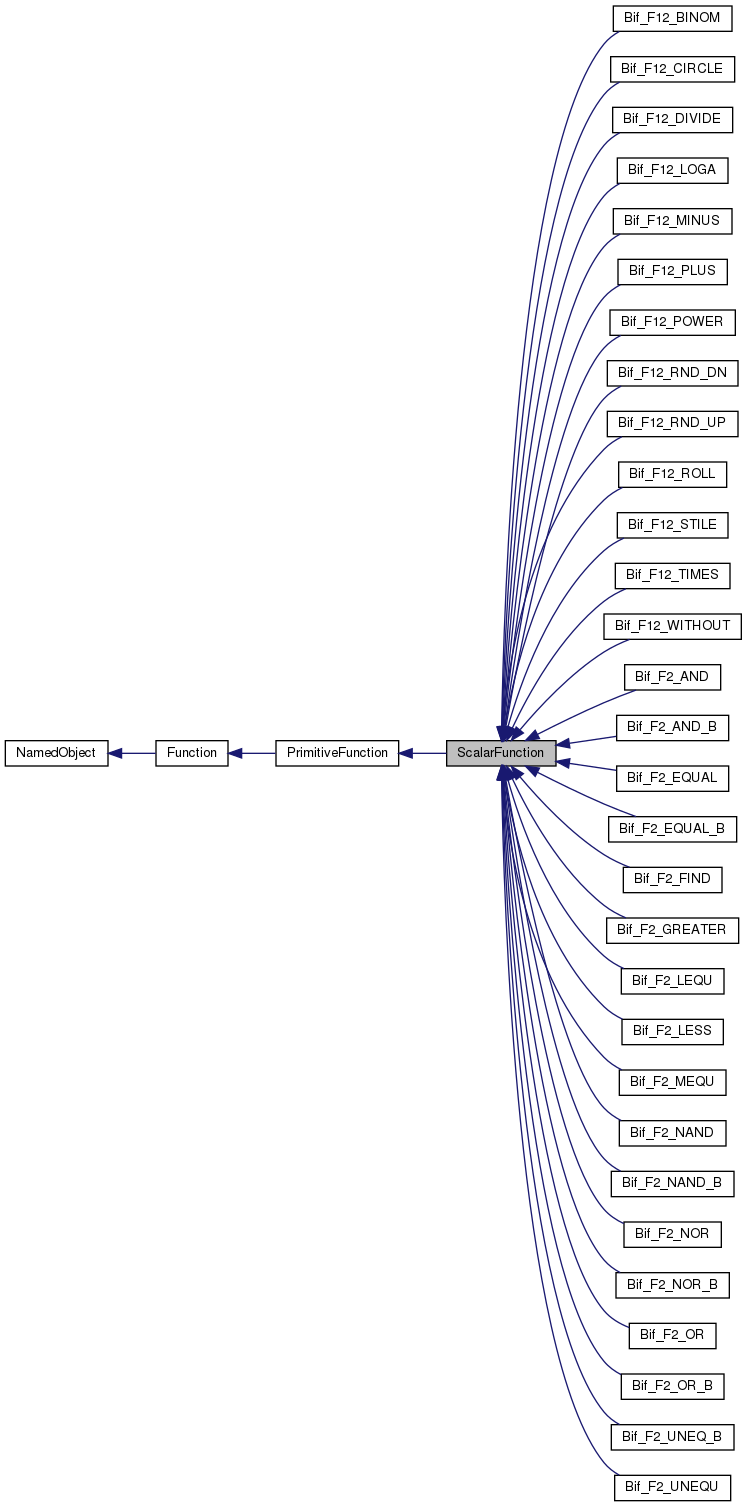 Bif_F12_BINOM
Bif_F12_CIRCLE
Bif_F12_DIVIDE
Bif_F12_LOGA
Bif_F12_MINUS
Bif_F12_PLUS
Bif_F12_POWER
Bif_F12_RND_DN
Bif_F12_RND_UP
Bif_F12_ROLL
Bif_F12_STILE
Bif_F12_TIMES
Bif_F12_WITHOUT
Bif_F2_AND
Bif_F2_AND_B
NamedObject Function PrimitiveFunction ScalarFunction
Bif_F2_EQUAL
Bif_F2_EQUAL_B
Bif_F2_FIND
Bif_F2_GREATER
Bif_F2_LEQU
Bif_F2_LESS
Bif_F2_MEQU
Bif_F2_NAND
Bif_F2_NAND_B
Bif_F2_NOR
Bif_F2_NOR_B
Bif_F2_OR
Bif_F2_OR_B
Bif_F2_UNEQ_B
Bif_F2_UNEQU